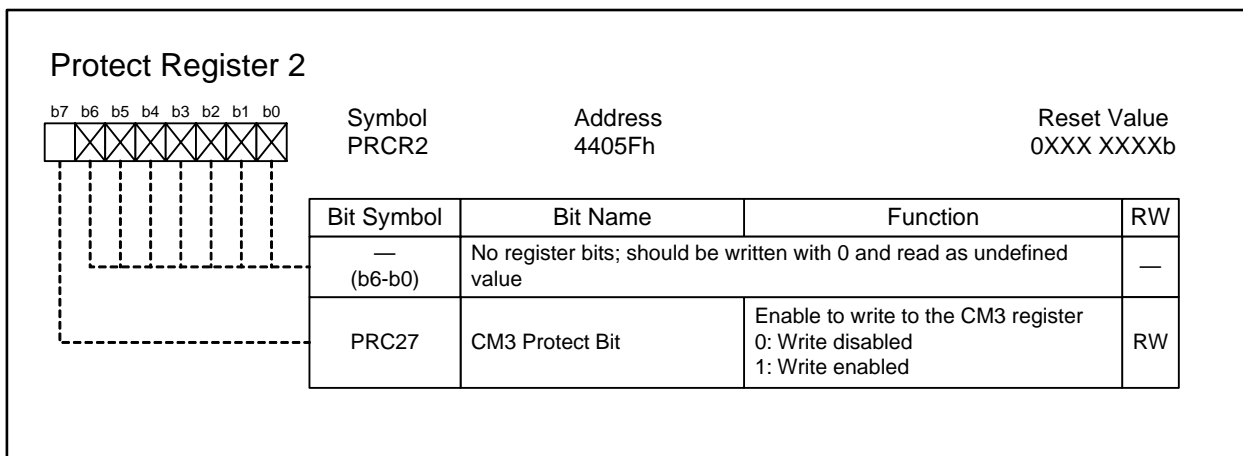 Protect Register 2
b7 b6 b5 b4 b3 b2 b1 b0
Symbol Address Reset Value
PRCR2 4405Fh 0XXX XXXXb
Bit Symbol Bit Name Function RW
—
(b6-b0)
No register bits; should be written with 0 and read as undefined
value
—
PRC27
CM3 Protect Bit
Enable to write to the CM3 register
0: Write disabled
1: Write enabled
RW